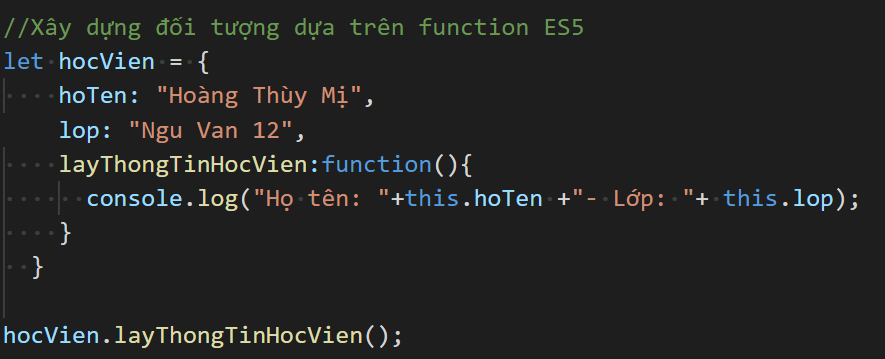 //Xây dựng đối tượng dựa trên function ES5
let hocVien = {
    hoTen: "Hoàng Thùy Mị",
    lop: "Ngu Van 12",
    layThongTinHocVien:function(){
      console.log("Họ tên: "+this.hoTen +"- Lớp: "+ this.lop);
    }
  }
hocVien.layThongTinHocVien();